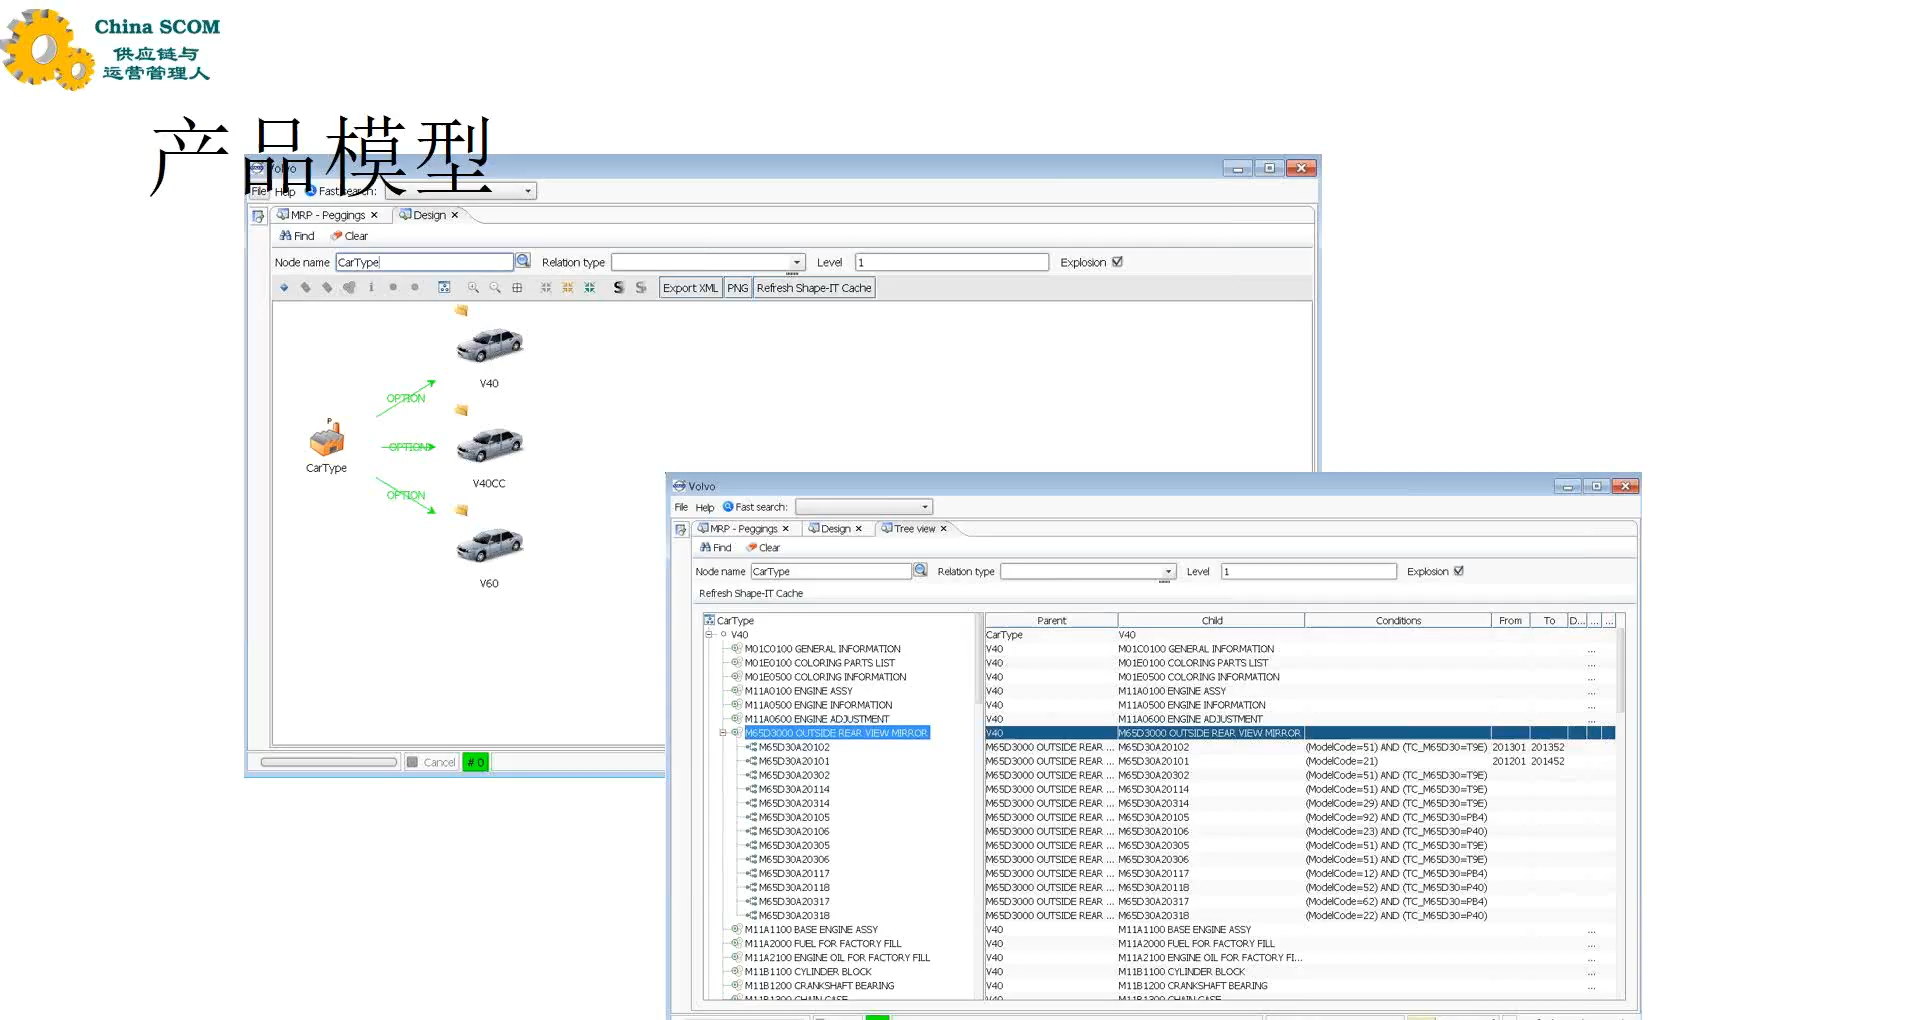 China SCOM
供应链与
运营管理人
产品模型
Volvo
File Help Fast search:
MRP - Peggings Design
Find Clear
Node name CarType Relation type Level 1 Explosion
Export XML PNG Refresh Shape-IT Cache
V40
OPTION
OPTION
CarType
V40CC
OPTION
V60
Cancel # 0
Volvo
File Help Fast search:
MRP - Peggings Design Tree view
Find Clear
Node name CarType Relation type Level 1 Explosion
Refresh Shape-IT Cache
CarType
V40
M01C0100 GENERAL INFORMATION
M01E0100 COLORING PARTS LIST
M01E0500 COLORING INFORMATION
M11A0100 ENGINE ASSY
M11A0500 ENGINE INFORMATION
M11A0600 ENGINE ADJUSTMENT
M65D3000 OUTSIDE REAR VIEW MIRROR
M65D30A20102
M65D30A20101
M65D30A20302
M65D30A20114
M65D30A20314
M65D30A20105
M65D30A20106
M65D30A20305
M65D30A20306
M65D30A20117
M65D30A20118
M65D30A20317
M65D30A20318
M11A1100 BASE ENGINE ASSY
M11A2000 FUEL FOR FACTORY FILL
M11A2100 ENGINE OIL FOR FACTORY FILL
M11B1100 CYLINDER BLOCK
M11B1200 CRANKSHAFT BEARING
M11B1300 CHAIN CASE
Parent Child Conditions From To D... ... ...
CarType V40
V40 M01C0100 GENERAL INFORMATION ...
V40 M01E0100 COLORING PARTS LIST ...
V40 M01E0500 COLORING INFORMATION ...
V40 M11A0100 ENGINE ASSY ...
V40 M11A0500 ENGINE INFORMATION ...
V40 M11A0600 ENGINE ADJUSTMENT ...
V40 M65D3000 OUTSIDE REAR VIEW MIRROR
M65D3000 OUTSIDE REAR ... M65D30A20102 (ModelCode=51) AND (TC_M65D30=T9E) 201301 201352
M65D3000 OUTSIDE REAR ... M65D30A20101 (ModelCode=21) 201201 201452
M65D3000 OUTSIDE REAR ... M65D30A20302 (ModelCode=51) AND (TC_M65D30=T9E)
M65D3000 OUTSIDE REAR ... M65D30A20114 (ModelCode=51) AND (TC_M65D30=T9E)
M65D3000 OUTSIDE REAR ... M65D30A20314 (ModelCode=29) AND (TC_M65D30=T9E)
M65D3000 OUTSIDE REAR ... M65D30A20105 (ModelCode=92) AND (TC_M65D30=PB4)
M65D3000 OUTSIDE REAR ... M65D30A20106 (ModelCode=23) AND (TC_M65D30=P40)
M65D3000 OUTSIDE REAR ... M65D30A20305 (ModelCode=51) AND (TC_M65D30=T9E)
M65D3000 OUTSIDE REAR ... M65D30A20306 (ModelCode=51) AND (TC_M65D30=T9E)
M65D3000 OUTSIDE REAR ... M65D30A20117 (ModelCode=12) AND (TC_M65D30=PB4)
M65D3000 OUTSIDE REAR ... M65D30A20118 (ModelCode=52) AND (TC_M65D30=P40)
M65D3000 OUTSIDE REAR ... M65D30A20317 (ModelCode=62) AND (TC_M65D30=PB4)
M65D3000 OUTSIDE REAR ... M65D30A20318 (ModelCode=22) AND (TC_M65D30=P40)
V40 M11A1100 BASE ENGINE ASSY ...
V40 M11A2000 FUEL FOR FACTORY FILL ...
V40 M11A2100 ENGINE OIL FOR FACTORY FI... ...
V40 M11B1100 CYLINDER BLOCK ...
V40 M11B1200 CRANKSHAFT BEARING ...
V40 M11B1300 CHAIN CASE